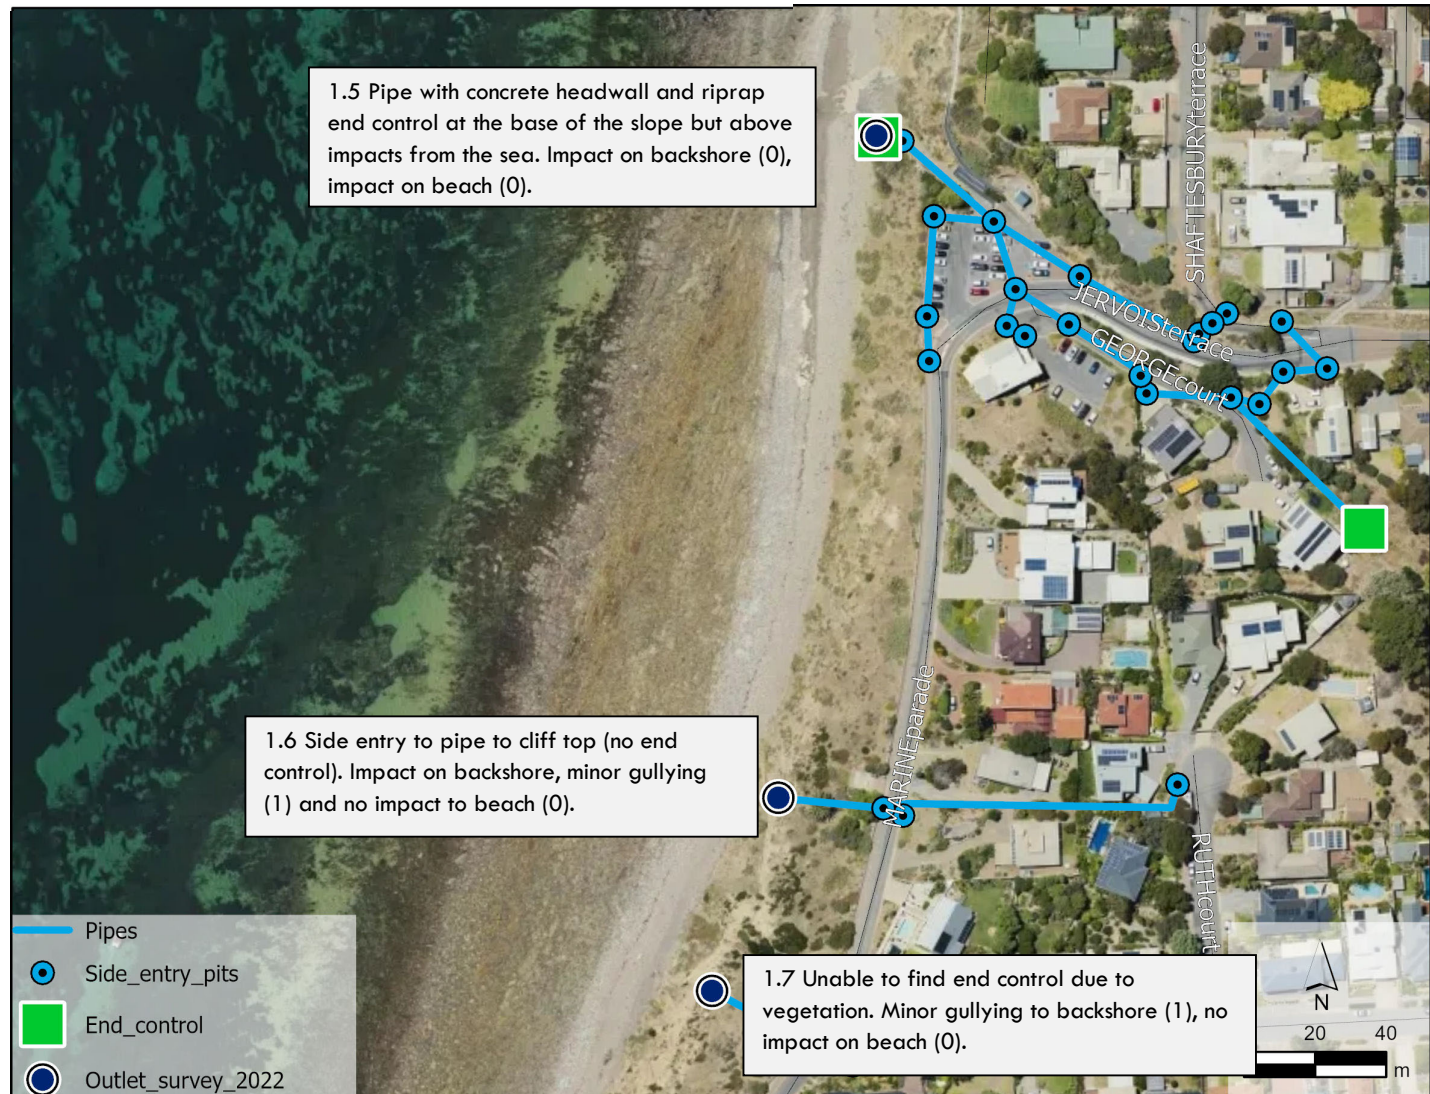 1.5 Pipe with concrete headwall and riprap
end control at the base of the slope but above
impacts from the sea. Impact on backshore (0),
impact on beach (0).
SHAFTESBURYterrace
JERVOISterrace
GEORGEcourt
MARINEparade
1.6 Side entry to pipe to cliff top (no end
control). Impact on backshore, minor gullying
(1) and no impact to beach (0).
RUTHcourt
1.7 Unable to find end control due to
vegetation. Minor gullying to backshore (1), no
impact on beach (0).
Pipes
Side_entry_pits
End_control
Outlet_survey_2022
N
20 40
m